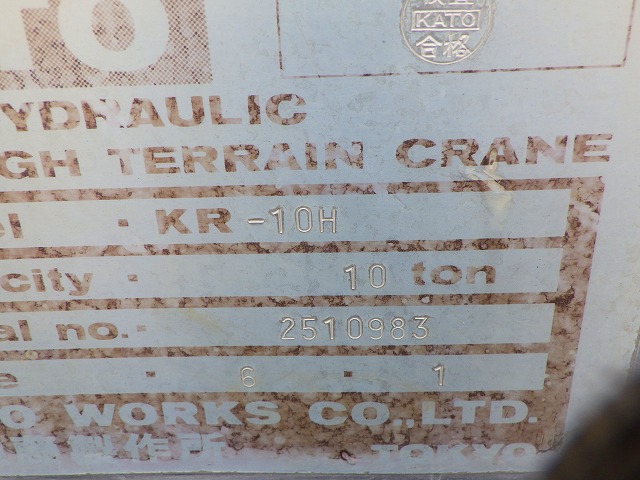 TO
KATO
合格
YDRAULIC
GH TERRAIN CRANE
el · KR-10H
city · 10 ton
al no. · 2510983
e · 6 · 1
O WORKS CO.,LTD.
製作所 TOKYO